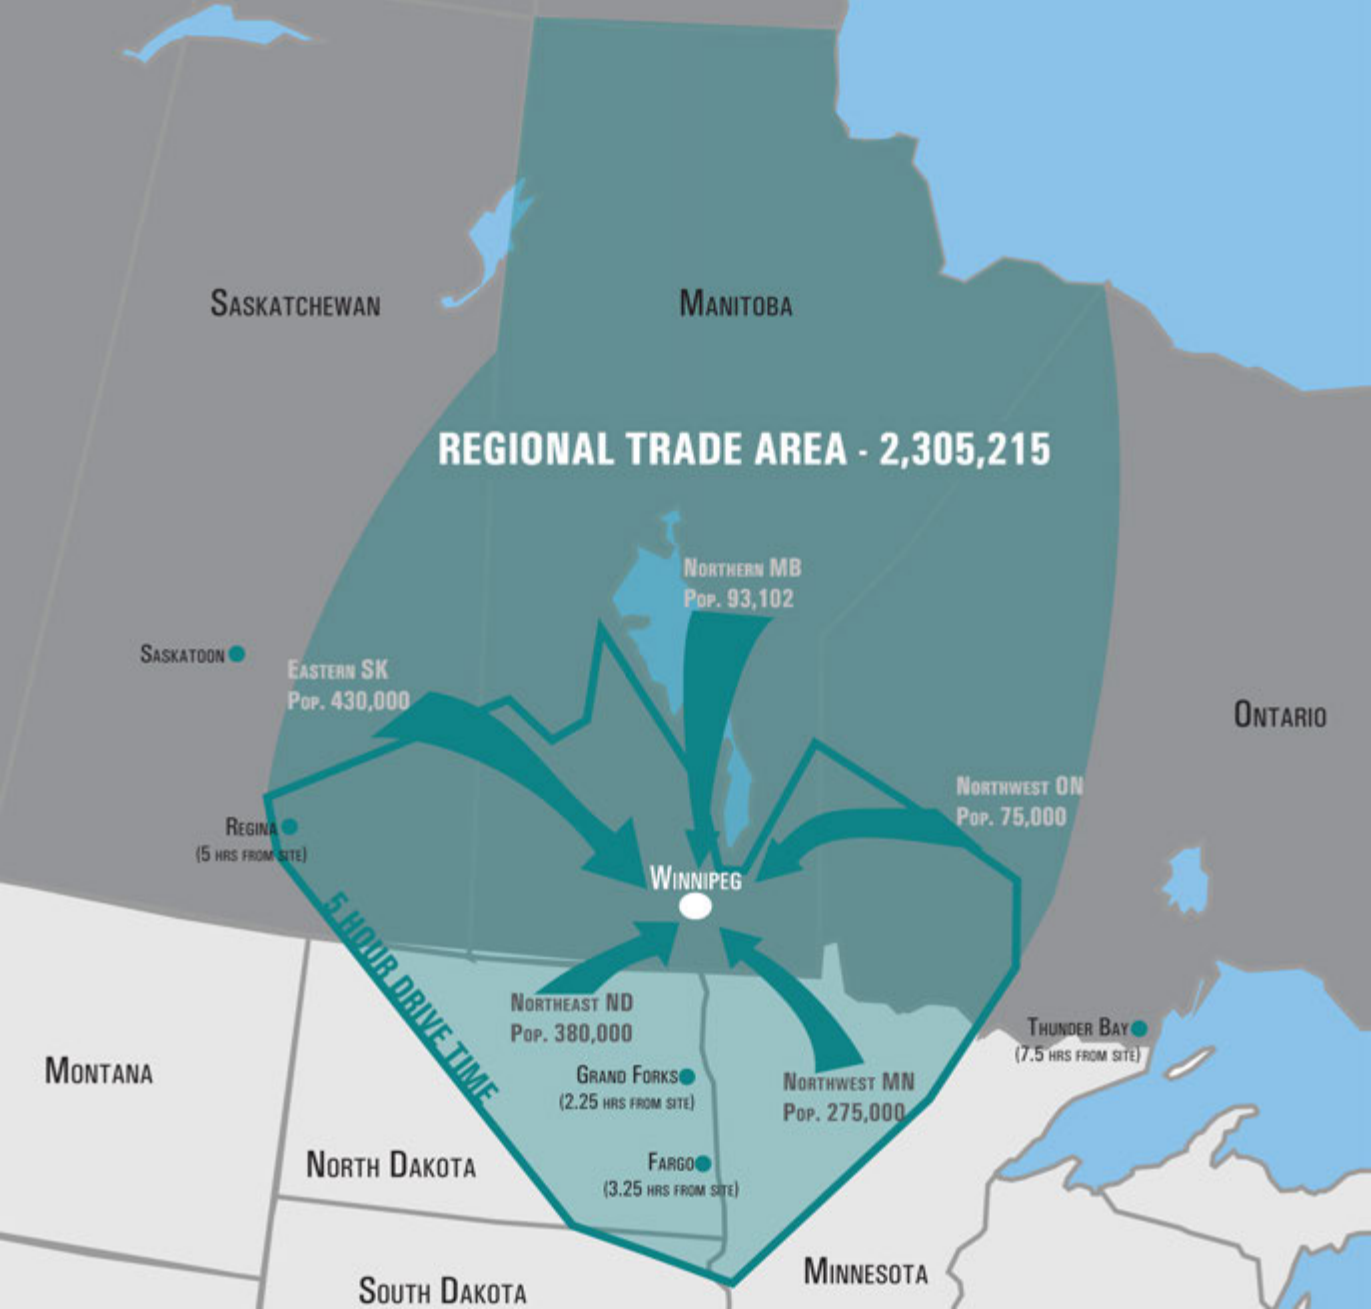 Saskatchewan
Manitoba
REGIONAL TRADE AREA - 2,305,215
Northern MB
Pop. 93,102
Saskatoon
Eastern SK
Pop. 430,000
Ontario
Northwest ON
Pop. 75,000
Regina
(5 hrs from site)
Winnipeg
5 HOUR DRIVE TIME
Northeast ND
Pop. 380,000
Thunder Bay
(7.5 hrs from site)
Montana
Grand Forks
(2.25 hrs from site)
Northwest MN
Pop. 275,000
North Dakota
Fargo
(3.25 hrs from site)
Minnesota
South Dakota